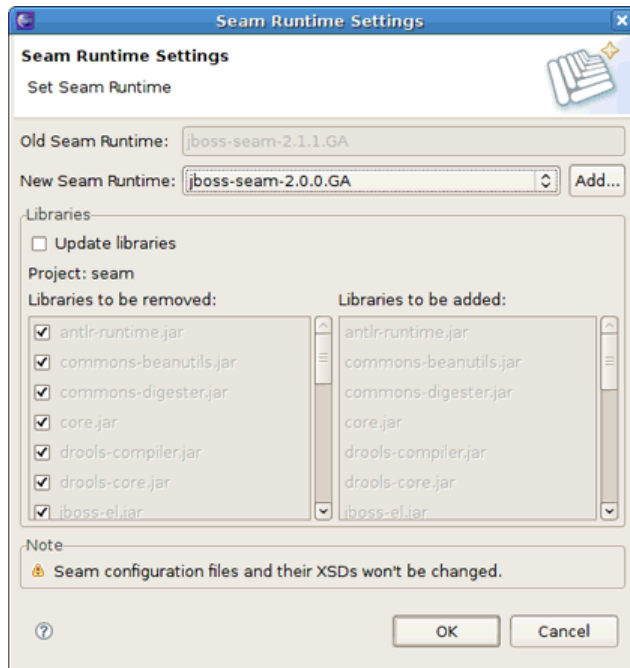 Seam Runtime Settings
Seam Runtime Settings
Set Seam Runtime
Old Seam Runtime: jboss-seam-2.1.1.GA
New Seam Runtime: jboss-seam-2.0.0.GA Add...
Libraries
Update libraries
Project: seam
Libraries to be removed: Libraries to be added:
antlr-runtime.jar antlr-runtime.jar
commons-beanutils.jar commons-beanutils.jar
commons-digester.jar commons-digester.jar
core.jar core.jar
drools-compiler.jar drools-compiler.jar
drools-core.jar drools-core.jar
jboss-el.jar jboss-el.jar
Note
Seam configuration files and their XSDs won't be changed.
OK Cancel